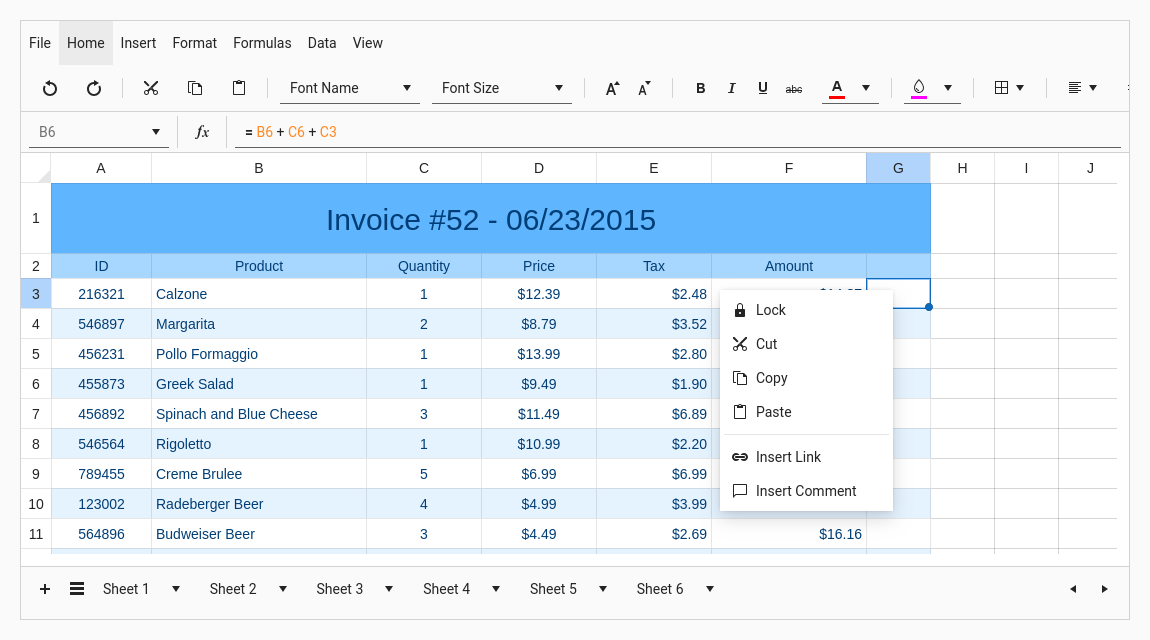 File Home Insert Format Formulas Data View
Font Name Font Size B I U abc A
B6 fx = B6 + C6 + C3
A B C D E F G H I J
1 Invoice #52 - 06/23/2015
2 ID Product Quantity Price Tax Amount
3 216321 Calzone 1 $12.39 $2.48
4 546897 Margarita 2 $8.79 $3.52
5 456231 Pollo Formaggio 1 $13.99 $2.80
6 455873 Greek Salad 1 $9.49 $1.90
7 456892 Spinach and Blue Cheese 3 $11.49 $6.89
8 546564 Rigoletto 1 $10.99 $2.20
9 789455 Creme Brulee 5 $6.99 $6.99
10 123002 Radeberger Beer 4 $4.99 $3.99
11 564896 Budweiser Beer 3 $4.49 $2.69 $16.16
Lock
Cut
Copy
Paste
Insert Link
Insert Comment
Sheet 1 Sheet 2 Sheet 3 Sheet 4 Sheet 5 Sheet 6